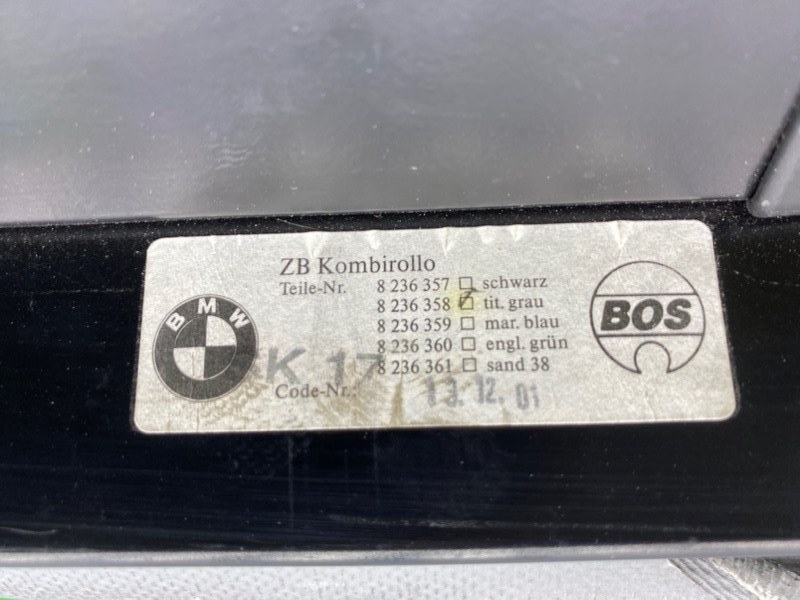 ZB Kombirollo
Teile-Nr. 8 236 357 ☐ schwarz
8 236 358 ☑ tit. grau
8 236 359 ☐ mar. blau
8 236 360 ☐ engl. grün
8 236 361 ☐ sand 38
K 17
Code-Nr.: 13. 12. 01
BMW
BOS